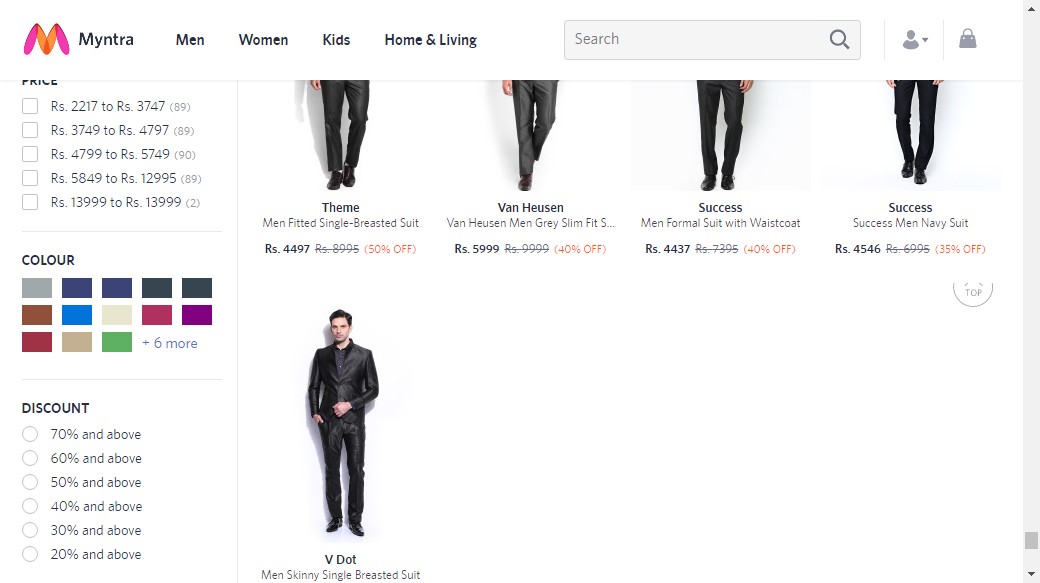 Myntra
Men
Women
Kids
Home & Living
Search
PRICE
Rs. 2217 to Rs. 3747 (89)
Rs. 3749 to Rs. 4797 (89)
Rs. 4799 to Rs. 5749 (90)
Rs. 5849 to Rs. 12995 (89)
Rs. 13999 to Rs. 13999 (2)
COLOUR
+ 6 more
DISCOUNT
70% and above
60% and above
50% and above
40% and above
30% and above
20% and above
Theme
Men Fitted Single-Breasted Suit
Rs. 4497 Rs. 8995 (50% OFF)
Van Heusen
Van Heusen Men Grey Slim Fit S...
Rs. 5999 Rs. 9999 (40% OFF)
Success
Men Formal Suit with Waistcoat
Rs. 4437 Rs. 7395 (40% OFF)
Success
Success Men Navy Suit
Rs. 4546 Rs. 6995 (35% OFF)
TOP
V Dot
Men Skinny Single Breasted Suit